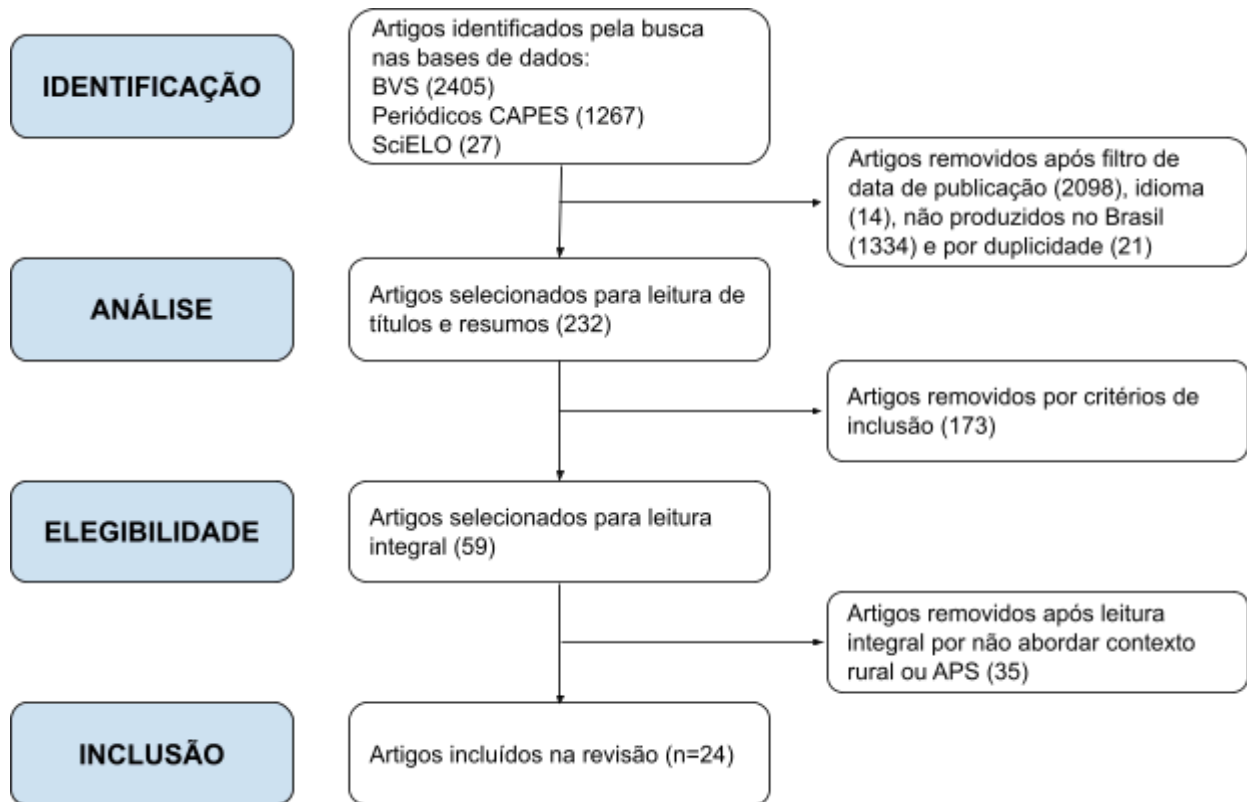 IDENTIFICAÇÃO
Artigos identificados pela busca
nas bases de dados:
BVS (2405)
Periódicos CAPES (1267)
SciELO (27)
Artigos removidos após filtro de
data de publicação (2098), idioma
(14), não produzidos no Brasil
(1334) e por duplicidade (21)
ANÁLISE
Artigos selecionados para leitura de
títulos e resumos (232)
Artigos removidos por critérios de
inclusão (173)
ELEGIBILIDADE
Artigos selecionados para leitura
integral (59)
Artigos removidos após leitura
integral por não abordar contexto
rural ou APS (35)
INCLUSÃO
Artigos incluídos na revisão (n=24)